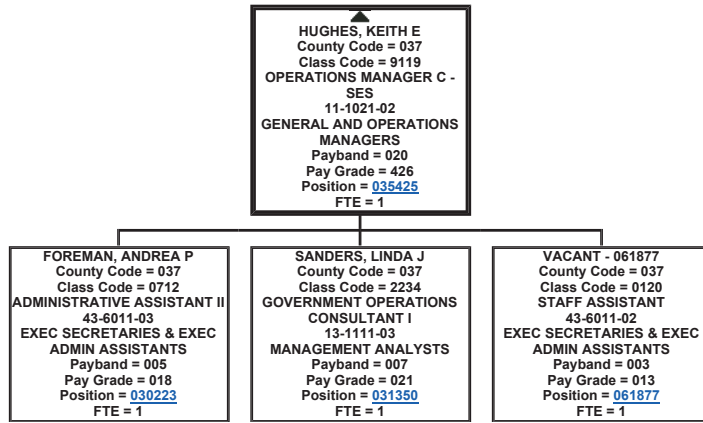 HUGHES, KEITH E
County Code = 037
Class Code = 9119
OPERATIONS MANAGER C -
SES
11-1021-02
GENERAL AND OPERATIONS
MANAGERS
Payband = 020
Pay Grade = 426
Position = 035425
FTE = 1
FOREMAN, ANDREA P
County Code = 037
Class Code = 0712
ADMINISTRATIVE ASSISTANT II
43-6011-03
EXEC SECRETARIES & EXEC
ADMIN ASSISTANTS
Payband = 005
Pay Grade = 018
Position = 030223
FTE = 1
SANDERS, LINDA J
County Code = 037
Class Code = 2234
GOVERNMENT OPERATIONS
CONSULTANT I
13-1111-03
MANAGEMENT ANALYSTS
Payband = 007
Pay Grade = 021
Position = 031350
FTE = 1
VACANT - 061877
County Code = 037
Class Code = 0120
STAFF ASSISTANT
43-6011-02
EXEC SECRETARIES & EXEC
ADMIN ASSISTANTS
Payband = 003
Pay Grade = 013
Position = 061877
FTE = 1